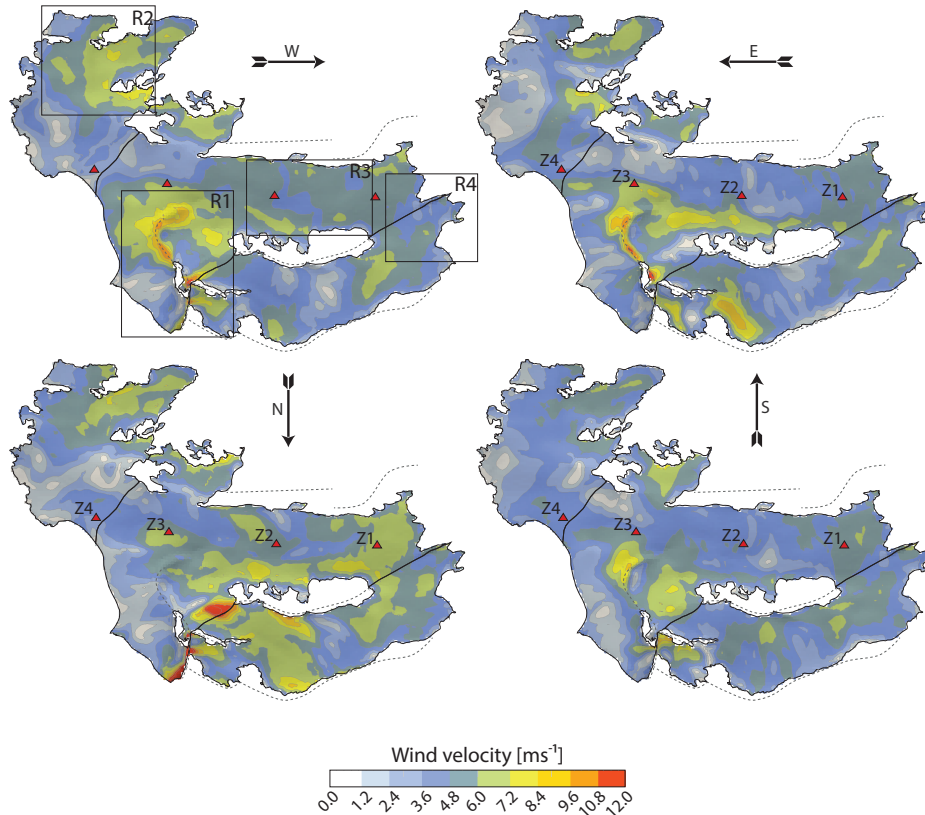 R2
W
E
R3
R4
R1
Z4
Z3
Z2
Z1
N
S
Z4
Z3
Z2
Z1
Z4
Z3
Z2
Z1
Wind velocity [ms⁻¹]
0.0 1.2 2.4 3.6 4.8 6.0 7.2 8.4 9.6 10.8 12.0